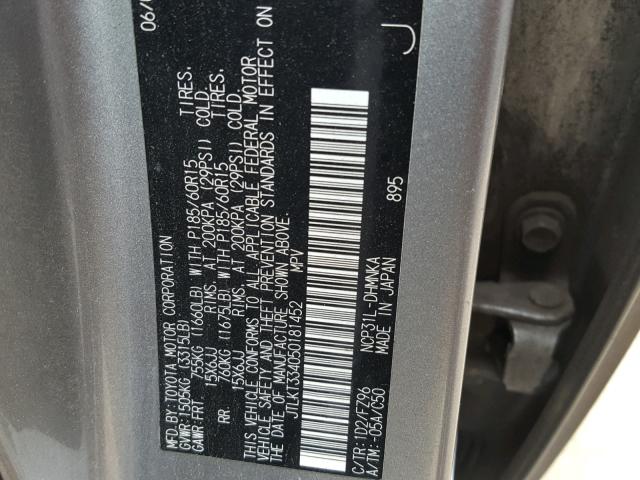 06/
MFD.BY:TOYOTA MOTOR CORPORATION
GVWR:1505KG (3315LB)
GAWR:FRT 755KG (1660LB) WITH P185/60R15 TIRES.
15X6JJ RIMS, AT 200KPA (29PSI) COLD.
RR 760KG (1675LB) WITH P185/60R15 TIRES.
15X6JJ RIMS, AT 200KPA (29PSI) COLD.
THIS VEHICLE CONFORMS TO ALL APPLICABLE FEDERAL MOTOR
VEHICLE SAFETY AND THEFT PREVENTION STANDARDS IN EFFECT ON
THE DATE OF MANUFACTURE SHOWN ABOVE.
JTLKT334050181452 MPV
J
C/TR:1D2/FZ96 NCP31L-DHMNKA 895
A/TM:-05A/C50 MADE IN JAPAN